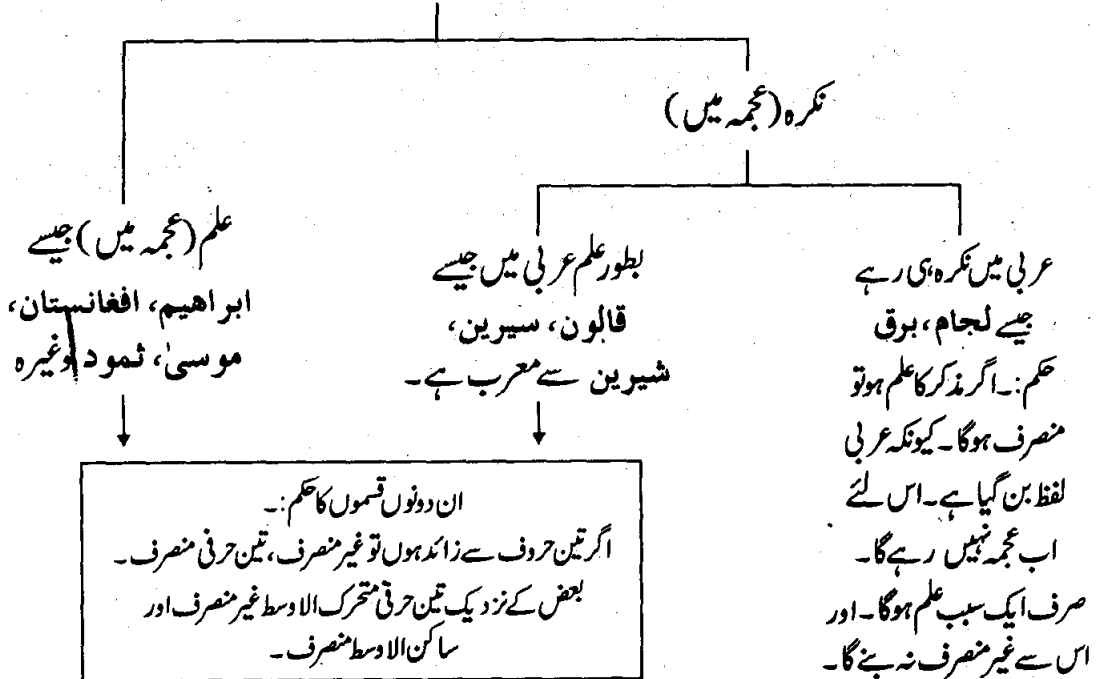 نکرہ (عجمہ میں)
عربی میں نکرہ ہی رہے
جیسے لجام، برق
حکم:۔ اگر مذکر کا علم ہو تو
منصرف ہوگا۔ کیونکہ عربی
لفظ بن گیا ہے۔ اس لئے
اب عجمہ نہیں رہے گا۔
صرف ایک سبب علم ہوگا۔ اور
اس سے غیر منصرف نہ بنے گا۔
بطور علم عربی میں جیسے
قالون، سیرین،
شیرین سے معرب ہے۔
علم (عجمہ میں) جیسے
ابراهیم، افغانستان،
موسیٰ، ثمود وغیرہ
ان دونوں قسموں کا حکم:۔
اگر تین حروف سے زائد ہوں تو غیر منصرف، تین حرفی منصرف۔
بعض کے نزدیک تین حرفی متحرک الاوسط غیر منصرف اور
ساکن الاوسط منصرف۔